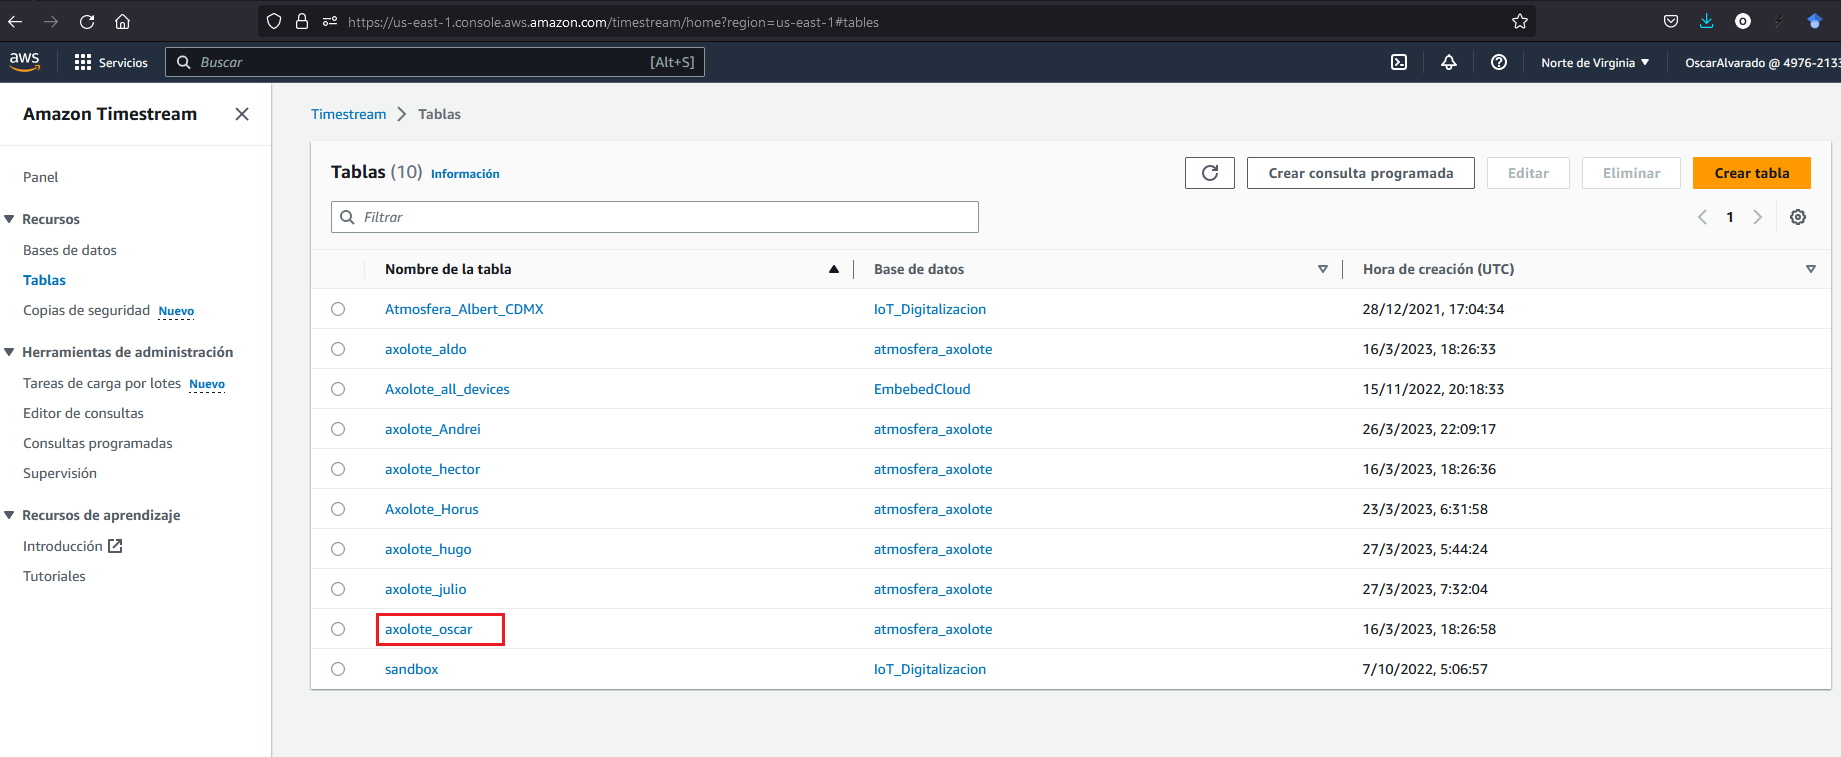 https://us-east-1.console.aws.amazon.com/timestream/home?region=us-east-1#tables
aws Servicios Buscar [Alt+S] Norte de Virginia OscarAlvarado @ 4976-2133
Amazon Timestream
Panel
Recursos
Bases de datos
Tablas
Copias de seguridad Nuevo
Herramientas de administración
Tareas de carga por lotes Nuevo
Editor de consultas
Consultas programadas
Supervisión
Recursos de aprendizaje
Introducción
Tutoriales
Timestream Tablas
Tablas (10) Información Crear consulta programada Editar Eliminar Crear tabla
Filtrar 1
Nombre de la tabla Base de datos Hora de creación (UTC)
Atmosfera_Albert_CDMX IoT_Digitalizacion 28/12/2021, 17:04:34
axolote_aldo atmosfera_axolote 16/3/2023, 18:26:33
Axolote_all_devices EmbebedCloud 15/11/2022, 20:18:33
axolote_Andrei atmosfera_axolote 26/3/2023, 22:09:17
axolote_hector atmosfera_axolote 16/3/2023, 18:26:36
Axolote_Horus atmosfera_axolote 23/3/2023, 6:31:58
axolote_hugo atmosfera_axolote 27/3/2023, 5:44:24
axolote_julio atmosfera_axolote 27/3/2023, 7:32:04
axolote_oscar atmosfera_axolote 16/3/2023, 18:26:58
sandbox IoT_Digitalizacion 7/10/2022, 5:06:57